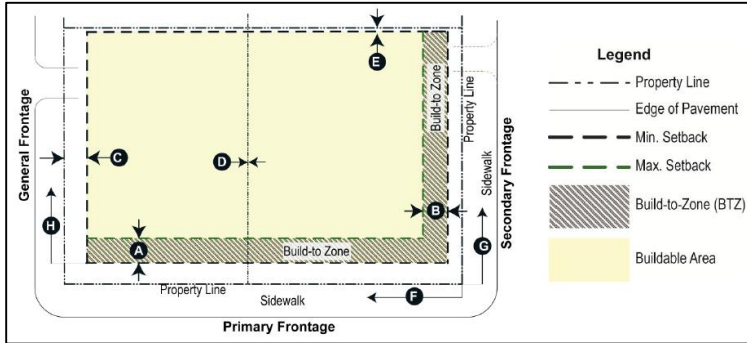 E
Build-to Zone
Property Line
General Frontage
C
D
Secondary Frontage
Sidewalk
H
B
G
A
Build-to Zone
Property Line
Sidewalk
F
Primary Frontage
Legend
Property Line
Edge of Pavement
Min. Setback
Max. Setback
Build-to-Zone (BTZ)
Buildable Area